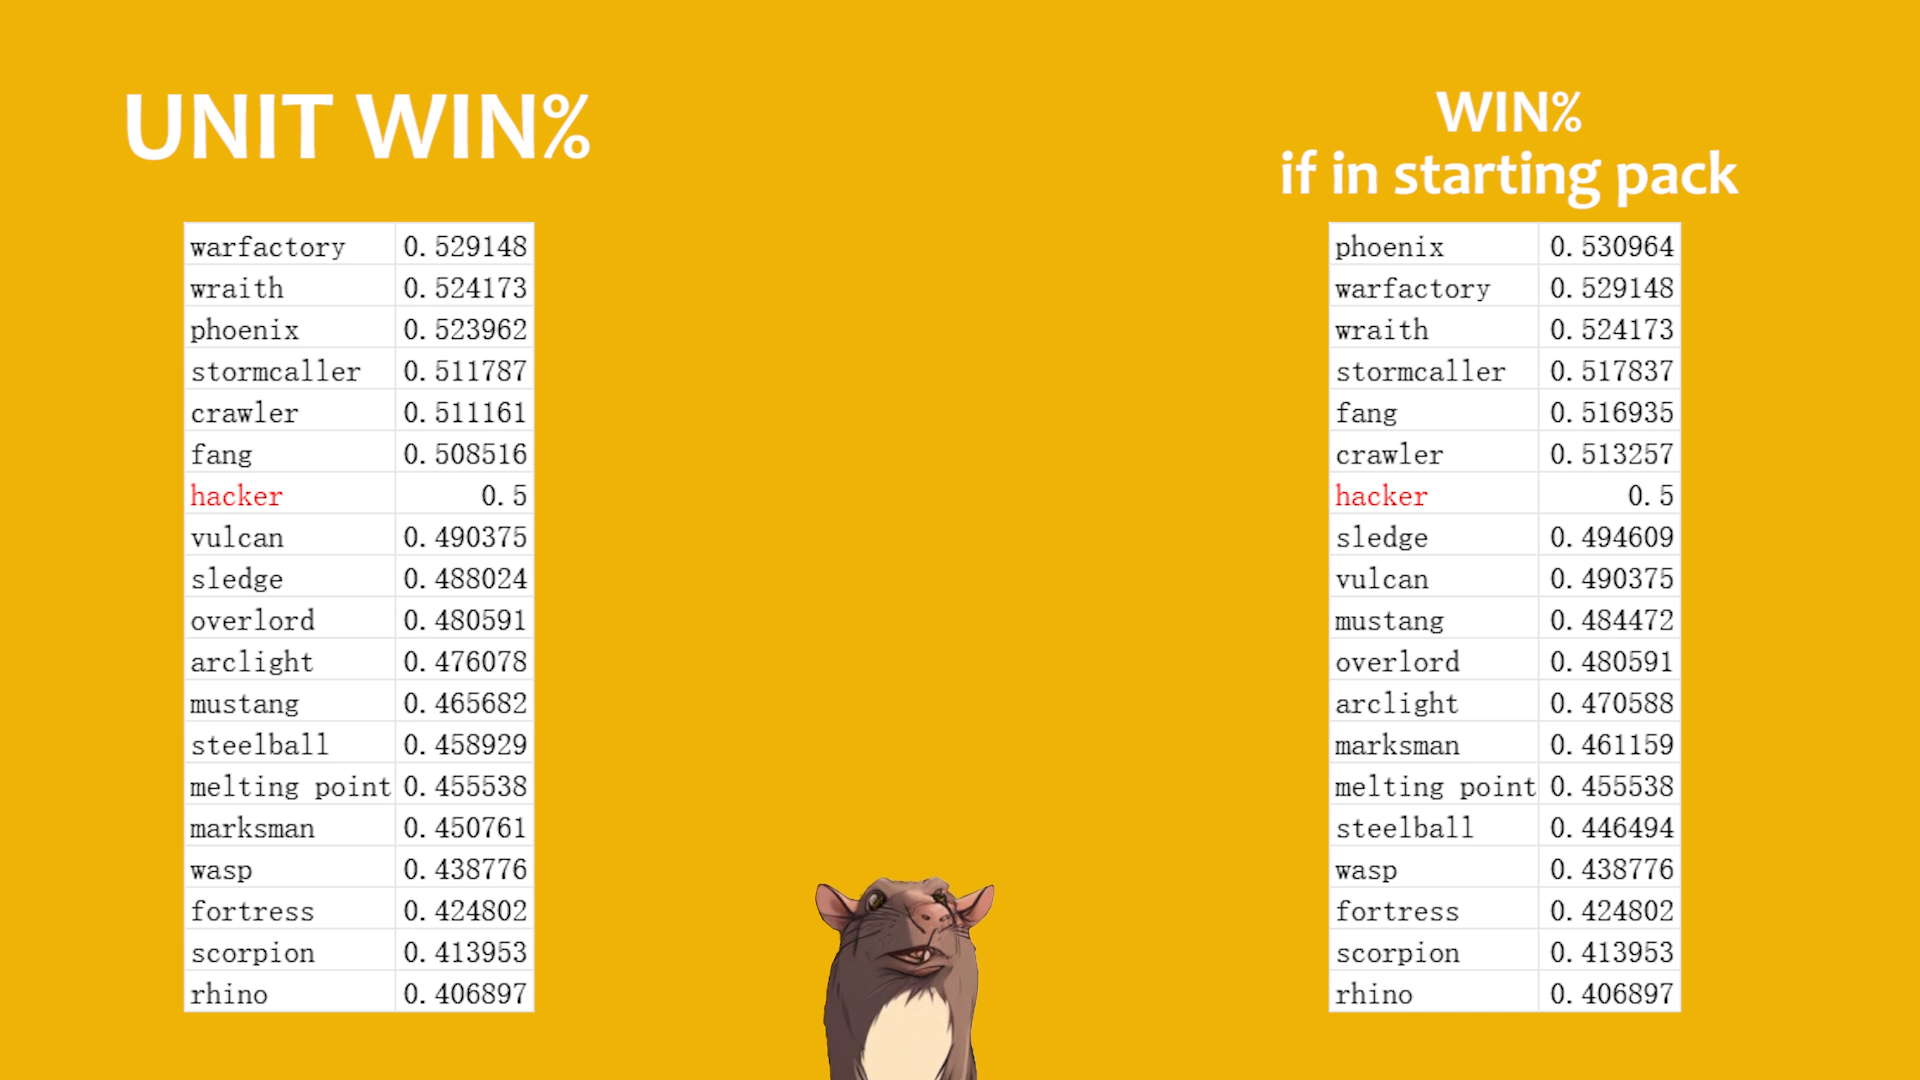 UNIT WIN%
warfactory 0.529148
wraith 0.524173
phoenix 0.523962
stormcaller 0.511787
crawler 0.511161
fang 0.508516
hacker 0.5
vulcan 0.490375
sledge 0.488024
overlord 0.480591
arclight 0.476078
mustang 0.465682
steelball 0.458929
melting point 0.455538
marksman 0.450761
wasp 0.438776
fortress 0.424802
scorpion 0.413953
rhino 0.406897
WIN%
if in starting pack
phoenix 0.530964
warfactory 0.529148
wraith 0.524173
stormcaller 0.517837
fang 0.516935
crawler 0.513257
hacker 0.5
sledge 0.494609
vulcan 0.490375
mustang 0.484472
overlord 0.480591
arclight 0.470588
marksman 0.461159
melting point 0.455538
steelball 0.446494
wasp 0.438776
fortress 0.424802
scorpion 0.413953
rhino 0.406897